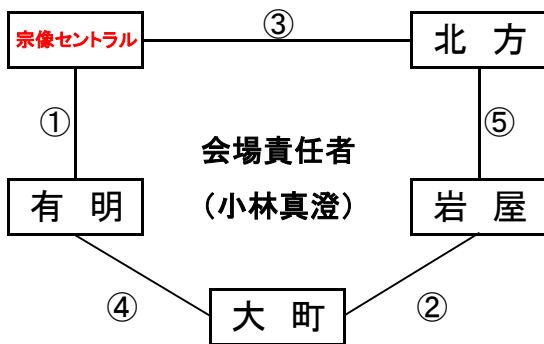 宗像セントラル
③
北 方
①
⑤
会場責任者
（小林真澄）
有 明
岩 屋
④
②
大 町